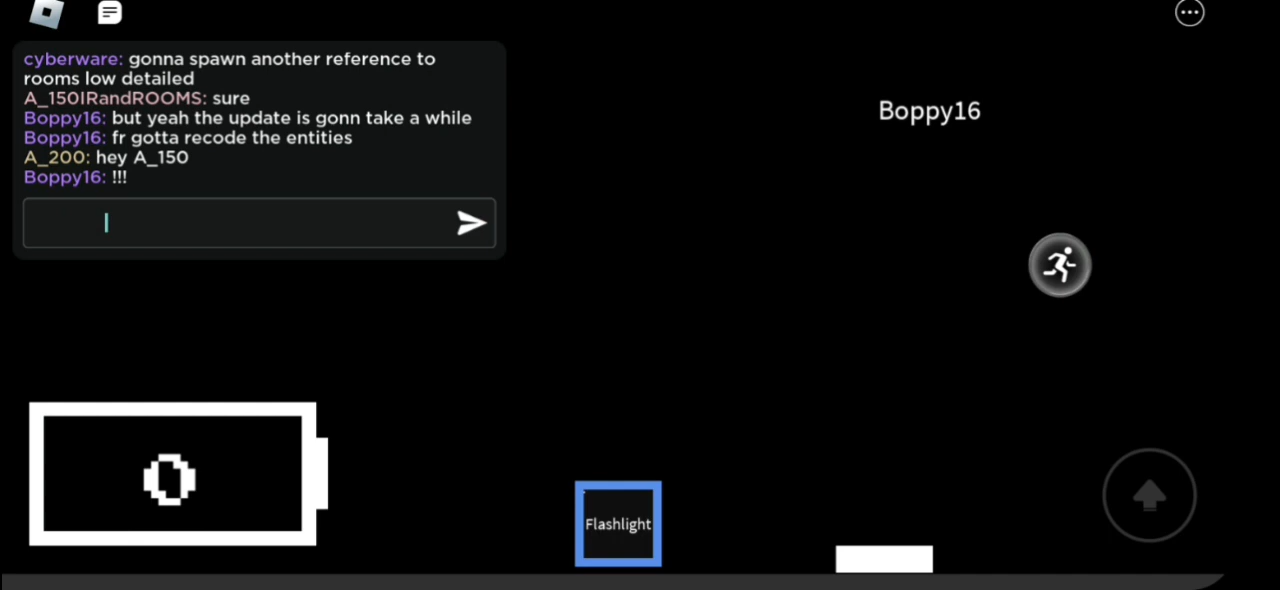 cyberware: gonna spawn another reference to
rooms low detailed
A_150IRandROOMS: sure
Boppy16: but yeah the update is gonn take a while
Boppy16: fr gotta recode the entities
A_200: hey A_150
Boppy16: !!!
Boppy16
0
Flashlight